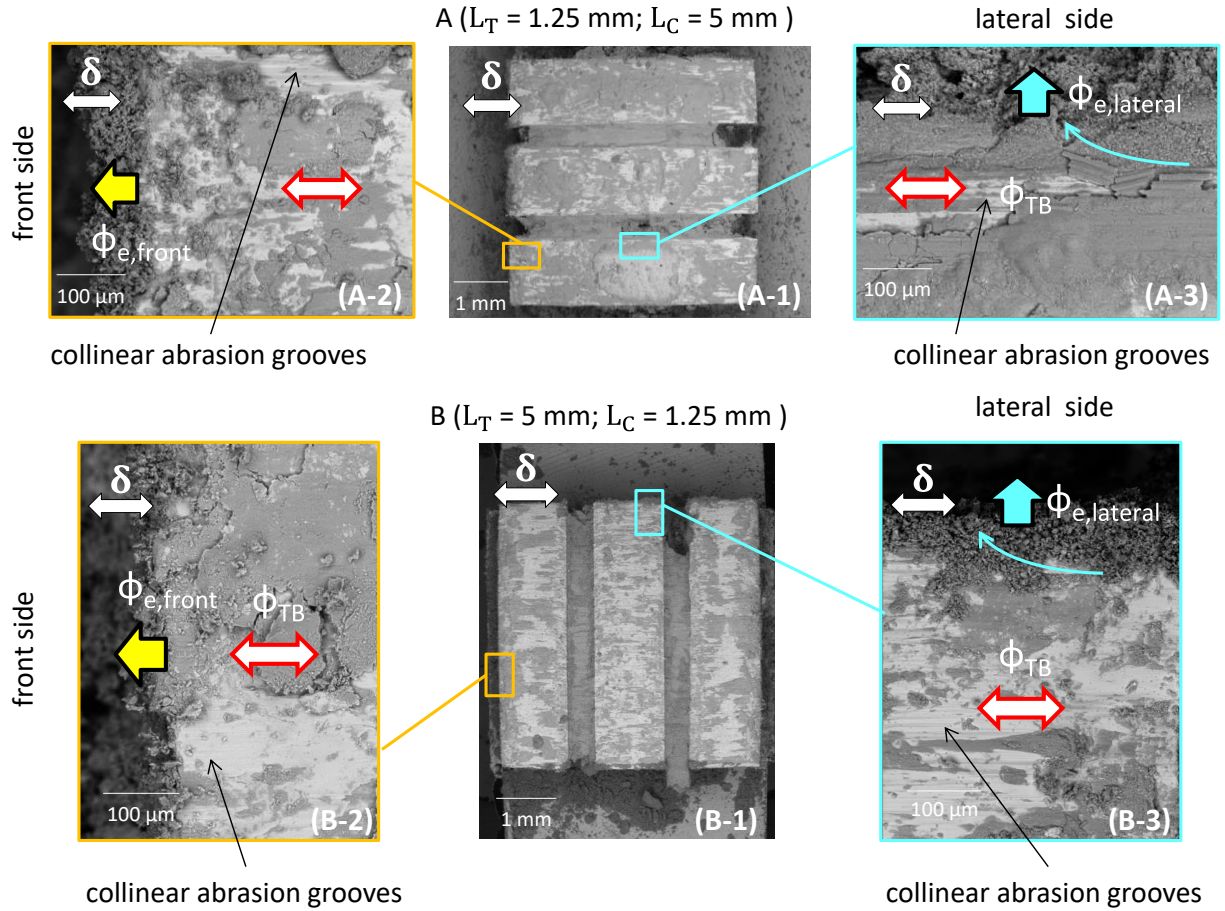 A (L_T = 1.25 mm; L_C = 5 mm )
lateral side
front side
δ
ϕ_e,front
100 µm
(A-2)
δ
1 mm
(A-1)
δ
ϕ_e,lateral
ϕ_TB
100 µm
(A-3)
collinear abrasion grooves
collinear abrasion grooves
B (L_T = 5 mm; L_C = 1.25 mm )
lateral side
front side
δ
ϕ_e,front
ϕ_TB
100 µm
(B-2)
δ
1 mm
(B-1)
δ
ϕ_e,lateral
ϕ_TB
100 µm
(B-3)
collinear abrasion grooves
collinear abrasion grooves